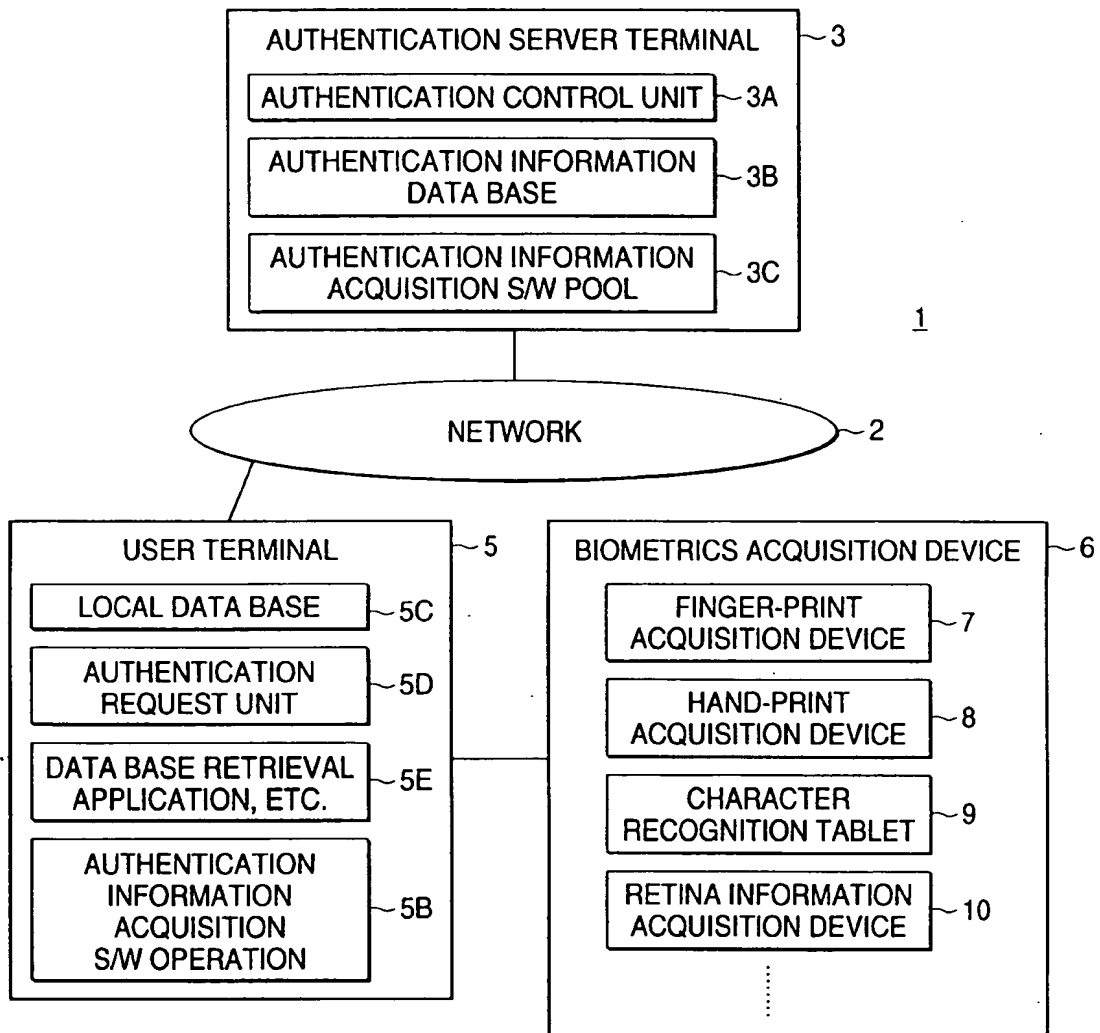 AUTHENTICATION SERVER TERMINAL
3
AUTHENTICATION CONTROL UNIT
3A
AUTHENTICATION INFORMATION
DATA BASE
3B
AUTHENTICATION INFORMATION
ACQUISITION S/W POOL
3C
1
NETWORK
2
USER TERMINAL
5
LOCAL DATA BASE
5C
AUTHENTICATION
REQUEST UNIT
5D
DATA BASE RETRIEVAL
APPLICATION, ETC.
5E
AUTHENTICATION
INFORMATION
ACQUISITION
S/W OPERATION
5B
BIOMETRICS ACQUISITION DEVICE
6
FINGER-PRINT
ACQUISITION DEVICE
7
HAND-PRINT
ACQUISITION DEVICE
8
CHARACTER
RECOGNITION TABLET
9
RETINA INFORMATION
ACQUISITION DEVICE
10